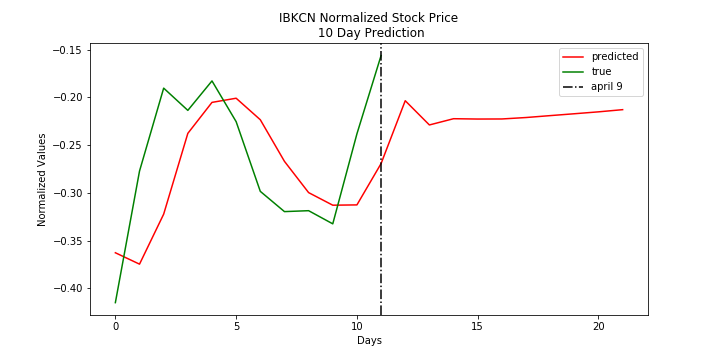 IBKCN Normalized Stock Price
10 Day Prediction
predicted
true
april 9
Normalized Values
−0.15
−0.20
−0.25
−0.30
−0.35
−0.40
0 5 10 15 20
Days